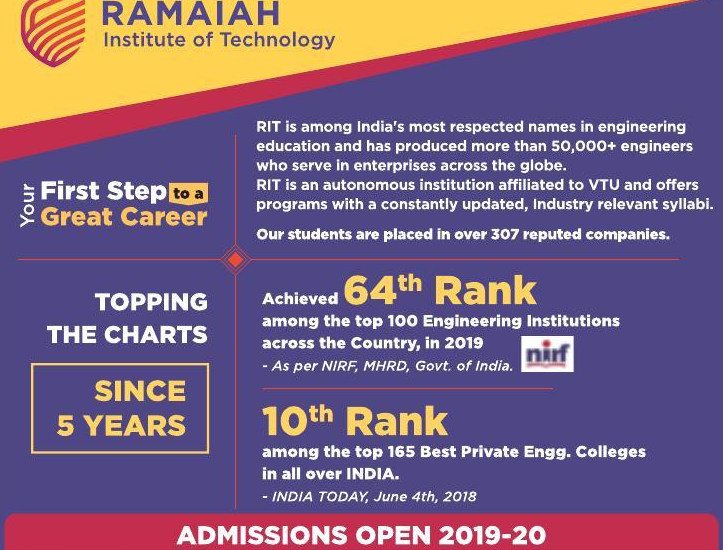 RAMAIAH
Institute of Technology
RIT is among India's most respected names in engineering
education and has produced more than 50,000+ engineers
who serve in enterprises across the globe.
RIT is an autonomous institution affiliated to VTU and offers
programs with a constantly updated, Industry relevant syllabi.
Our students are placed in over 307 reputed companies.
Your First Step to a
Great Career
TOPPING
THE CHARTS
SINCE
5 YEARS
Achieved 64th Rank
among the top 100 Engineering Institutions
across the Country, in 2019
- As per NIRF, MHRD, Govt. of India.
nirf
10th Rank
among the top 165 Best Private Engg. Colleges
in all over INDIA.
- INDIA TODAY, June 4th, 2018
ADMISSIONS OPEN 2019-20